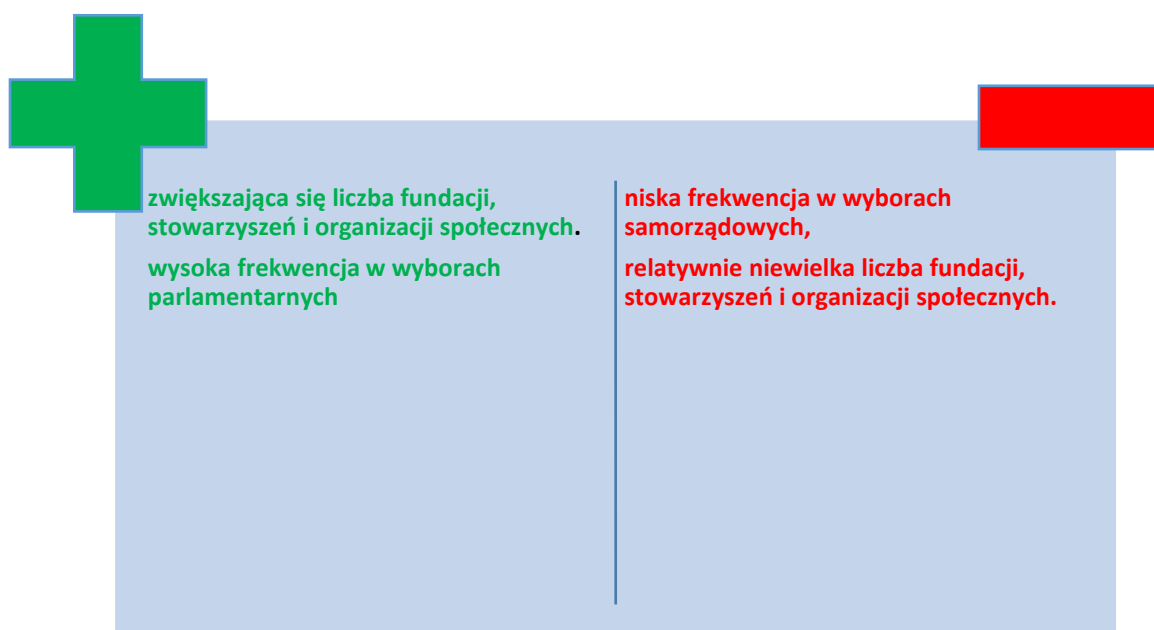 zwiększająca się liczba fundacji,
stowarzyszeń i organizacji społecznych.
wysoka frekwencja w wyborach
parlamentarnych
niska frekwencja w wyborach
samorządowych,
relatywnie niewielka liczba fundacji,
stowarzyszeń i organizacji społecznych.